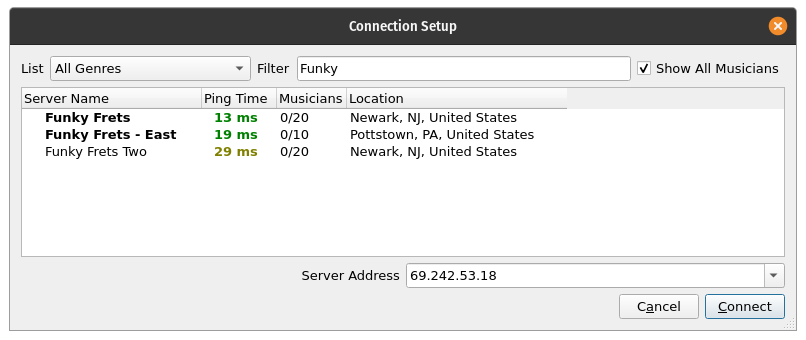 Connection Setup
List All Genres Filter Funky Show All Musicians
Server Name Ping Time Musicians Location
Funky Frets 13 ms 0/20 Newark, NJ, United States
Funky Frets - East 19 ms 0/10 Pottstown, PA, United States
Funky Frets Two 29 ms 0/20 Newark, NJ, United States
Server Address 69.242.53.18
Cancel Connect